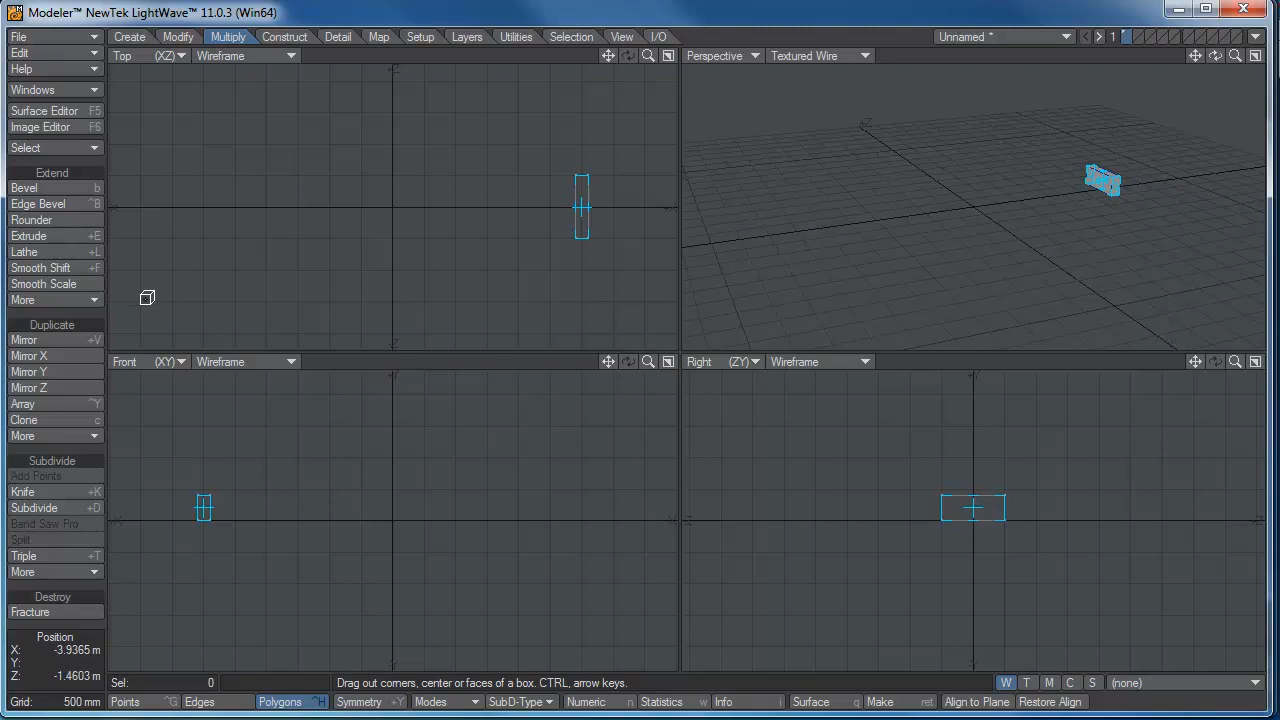 Modeler™ NewTek LightWave™ 11.0.3 (Win64)
File
Edit
Help
Windows
Surface Editor F5
Image Editor F6
Select
Extend
Bevel b
Edge Bevel ^B
Rounder
Extrude +E
Lathe +L
Smooth Shift +F
Smooth Scale
More
Duplicate
Mirror +V
Mirror X
Mirror Y
Mirror Z
Array ^Y
Clone c
More
Subdivide
Add Points
Knife +K
Subdivide +D
Band Saw Pro
Split
Triple +T
More
Destroy
Fracture
Position
X: -3.9365 m
Y:
Z: -1.4603 m
Grid: 500 mm
Create Modify Multiply Construct Detail Map Setup Layers Utilities Selection View I/O Unnamed * 1
Top (XZ) Wireframe
Perspective Textured Wire
Front (XY) Wireframe
Right (ZY) Wireframe
Sel: 0 Drag out corners, center or faces of a box. CTRL, arrow keys. W T M C S (none)
Points ^G Edges Polygons ^H Symmetry +Y Modes SubD-Type Numeric n Statistics w Info i Surface q Make ret Align to Plane Restore Align